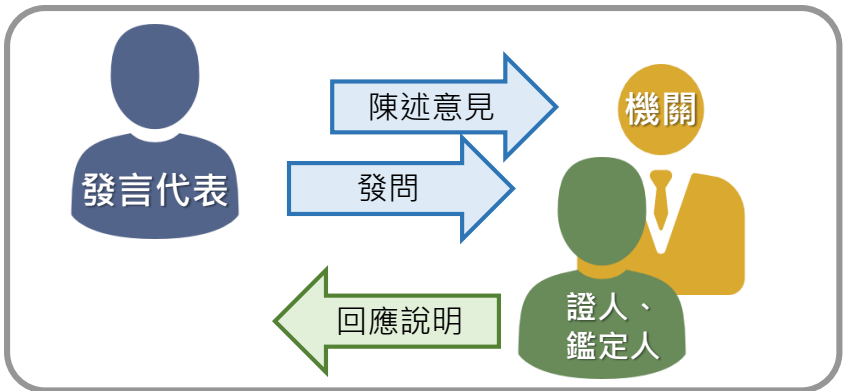 陳述意見
機關
發言代表
發問
回應說明
證人、
鑑定人